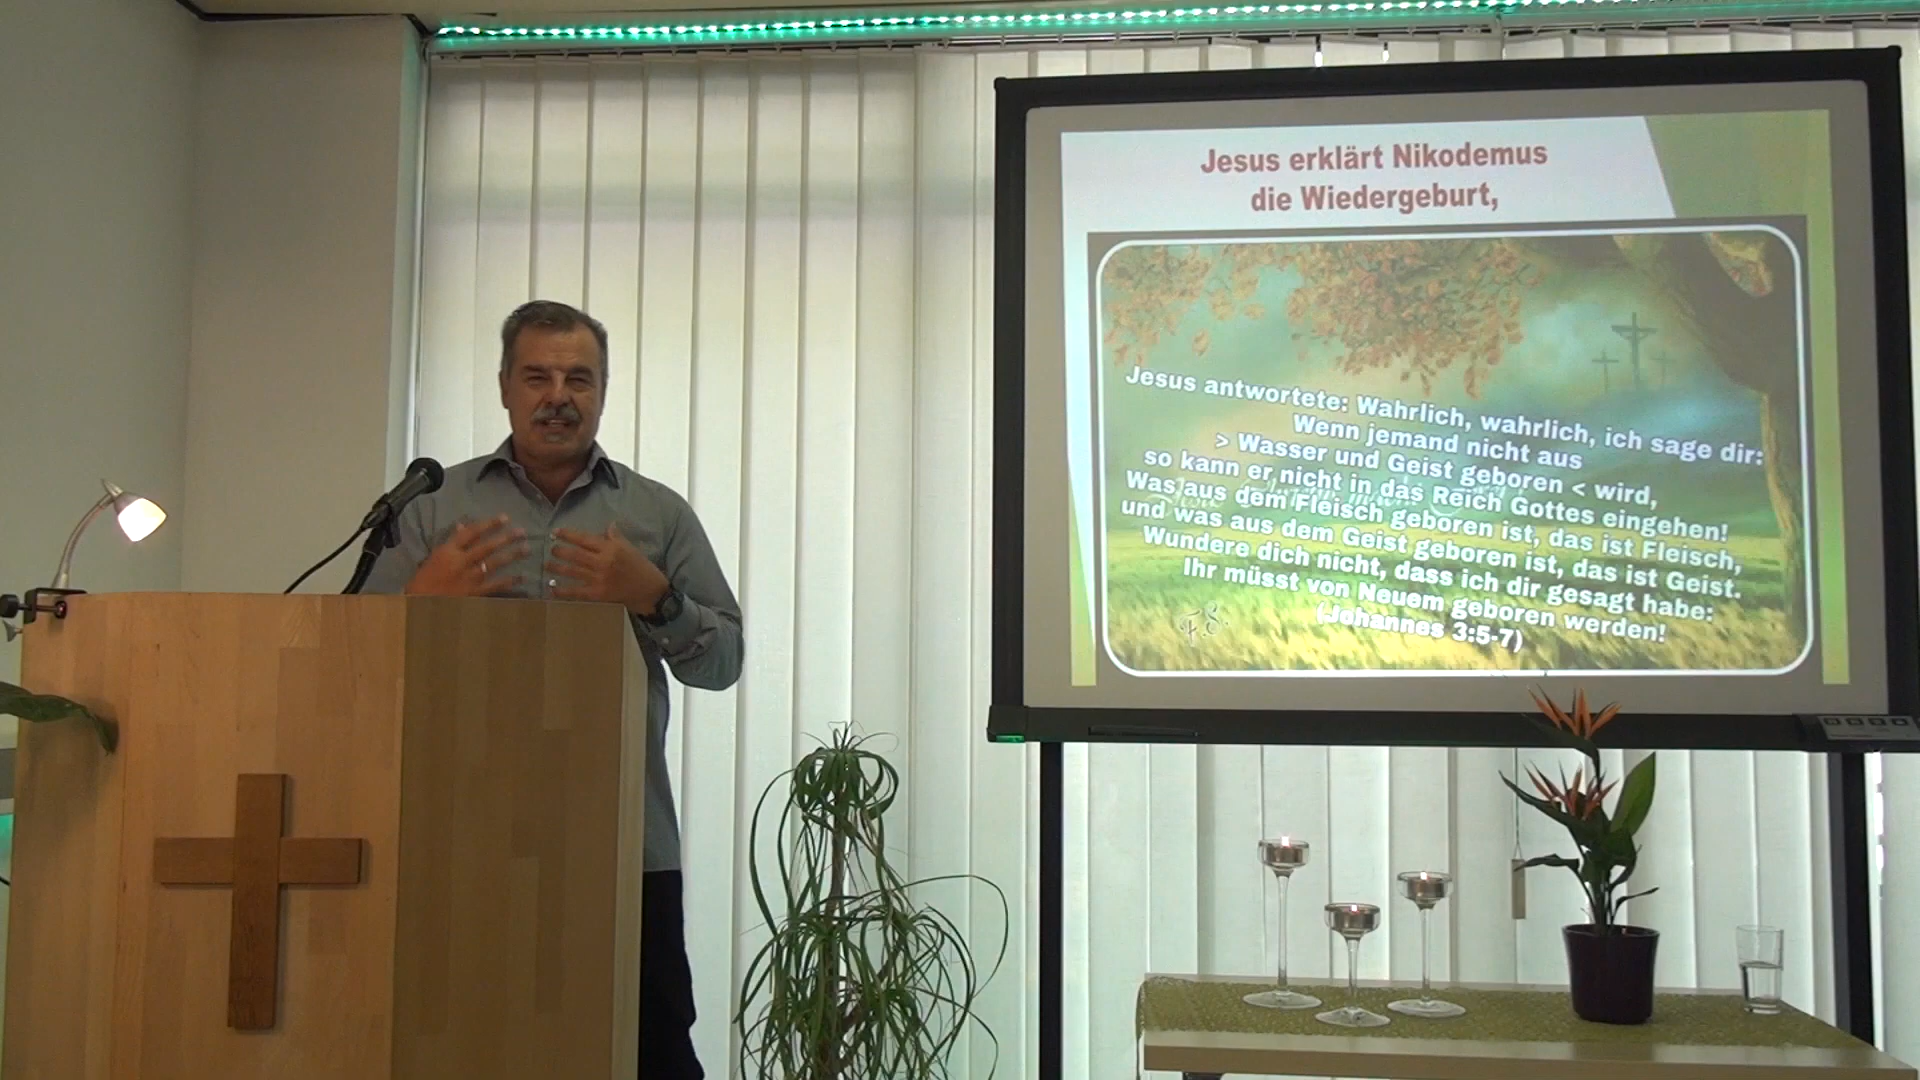 Jesus erklärt Nikodemus
die Wiedergeburt,
Jesus antwortete: Wahrlich, wahrlich, ich sage dir:
Wenn jemand nicht aus
> Wasser und Geist geboren < wird,
so kann er nicht in das Reich Gottes eingehen!
Was aus dem Fleisch geboren ist, das ist Fleisch,
und was aus dem Geist geboren ist, das ist Geist.
Wundere dich nicht, dass ich dir gesagt habe:
Ihr müsst von Neuem geboren werden!
(Johannes 3:5-7)
F.S.